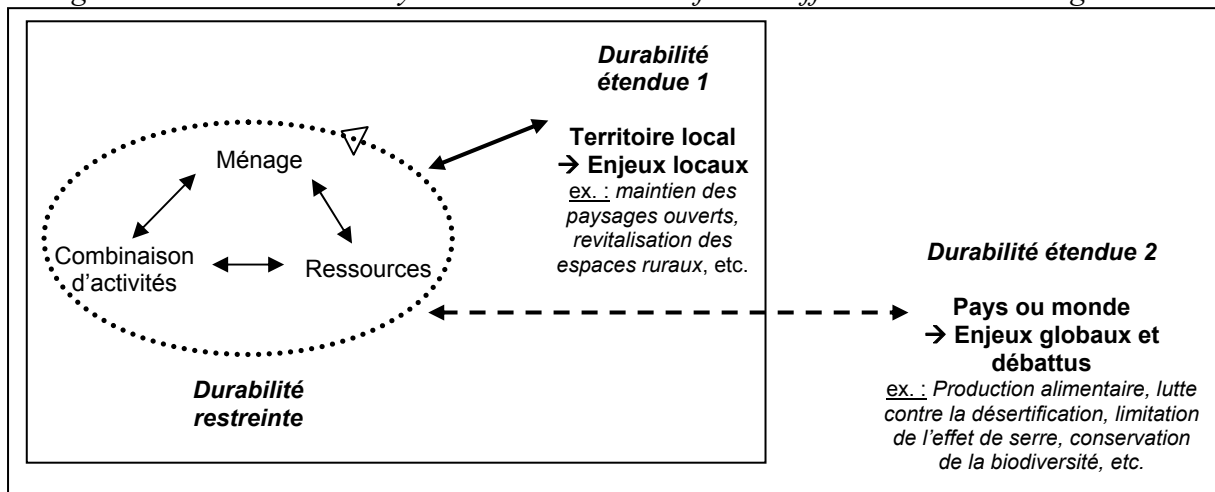 Durabilité
étendue 1
Territoire local
→ Enjeux locaux
ex. : maintien des
paysages ouverts,
revitalisation des
espaces ruraux, etc.
Ménage
Combinaison
d'activités
Ressources
Durabilité
restreinte
Durabilité étendue 2
Pays ou monde
→ Enjeux globaux et
débattus
ex. : Production alimentaire, lutte
contre la désertification, limitation
de l'effet de serre, conservation
de la biodiversité, etc.